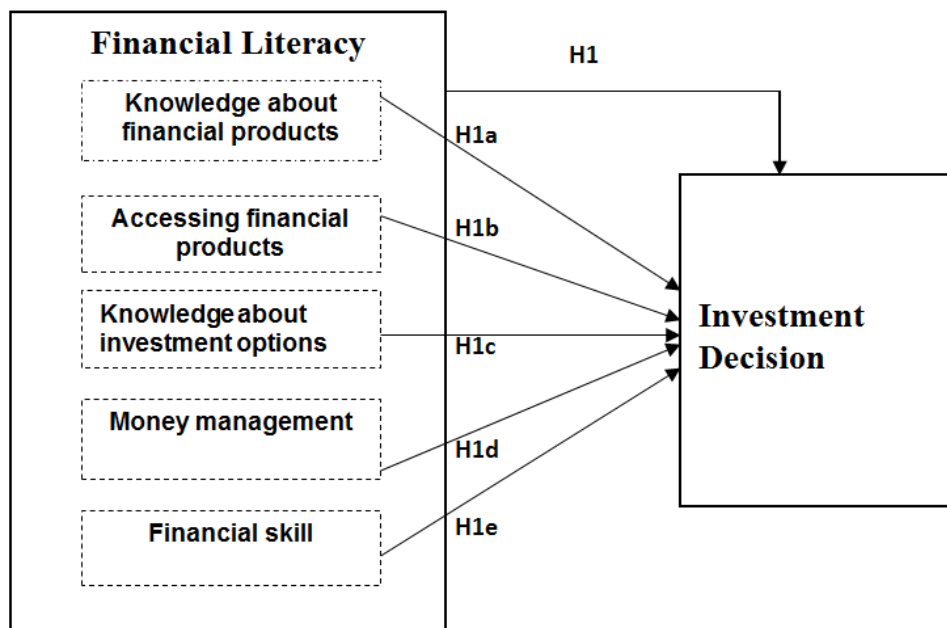 Financial Literacy
H1
Knowledge about
financial products
H1a
Accessing financial
products
H1b
Knowledge about
investment options
H1c
Investment
Decision
Money management
H1d
Financial skill
H1e